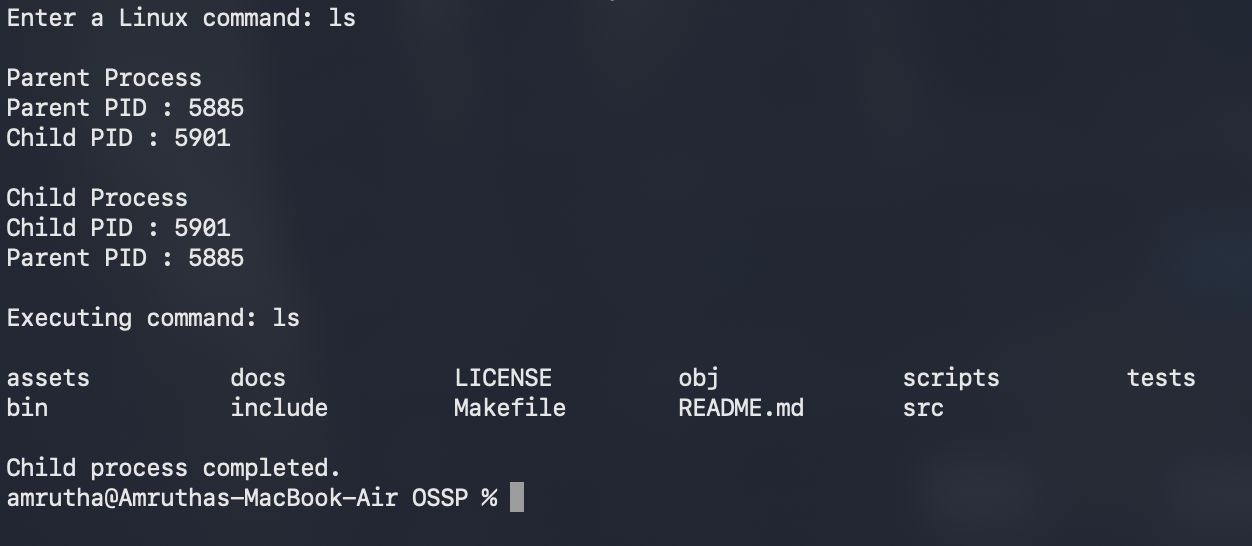 Enter a Linux command: ls
Parent Process
Parent PID : 5885
Child PID : 5901
Child Process
Child PID : 5901
Parent PID : 5885
Executing command: ls
assets docs LICENSE obj scripts tests
bin include Makefile README.md src
Child process completed.
amrutha@Amruthas-MacBook-Air OSSP %